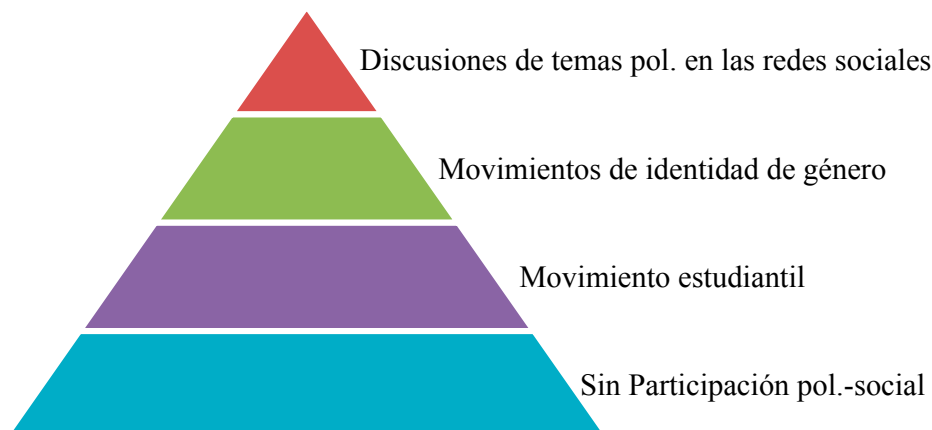 Discusiones de temas pol. en las redes sociales
Movimientos de identidad de género
Movimiento estudiantil
Sin Participación pol.-social